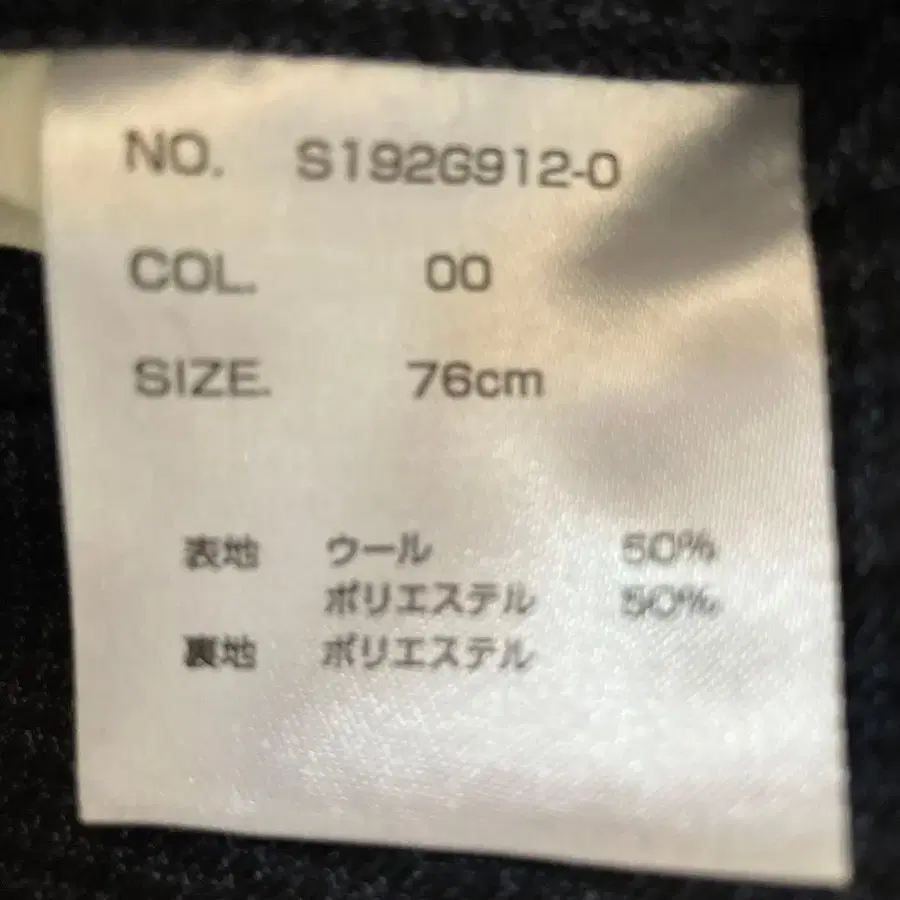 NO. S192G912-0
COL. 00
SIZE. 76cm
表地 ウール 50%
ポリエステル 50%
裏地 ポリエステル